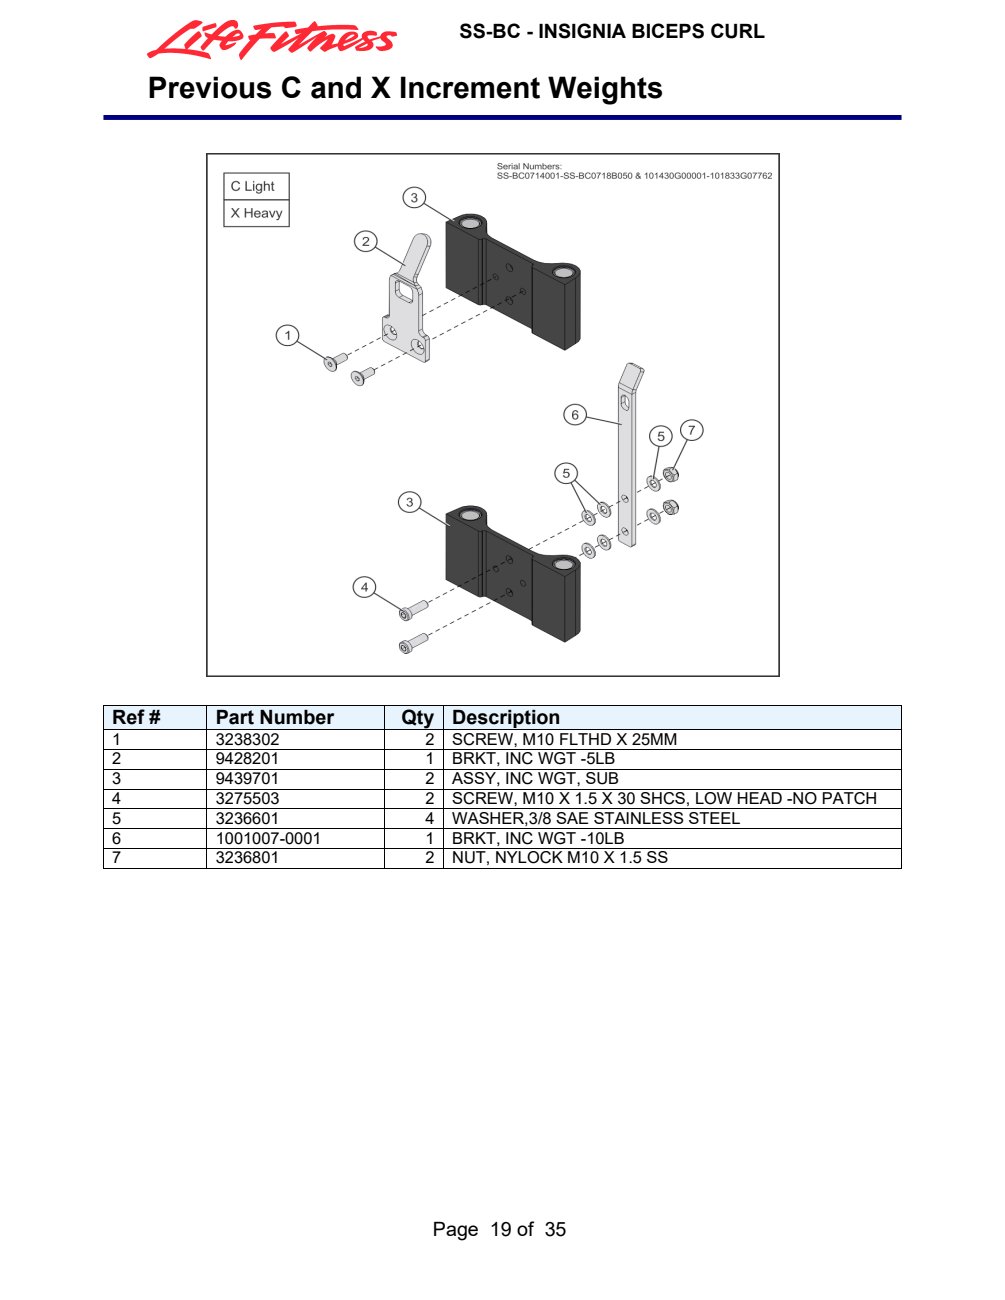 Life Fitness
SS-BC - INSIGNIA BICEPS CURL
Previous C and X Increment Weights
Serial Numbers:
SS-BC0714001-SS-BC0718B050 & 101430G00001-101833G07762
C Light
X Heavy
3
2
1
6
5
7
5
3
4
Ref # Part Number Qty Description
1 3238302 2 SCREW, M10 FLTHD X 25MM
2 9428201 1 BRKT, INC WGT -5LB
3 9439701 2 ASSY, INC WGT, SUB
4 3275503 2 SCREW, M10 X 1.5 X 30 SHCS, LOW HEAD -NO PATCH
5 3236601 4 WASHER,3/8 SAE STAINLESS STEEL
6 1001007-0001 1 BRKT, INC WGT -10LB
7 3236801 2 NUT, NYLOCK M10 X 1.5 SS
Page 19 of 35